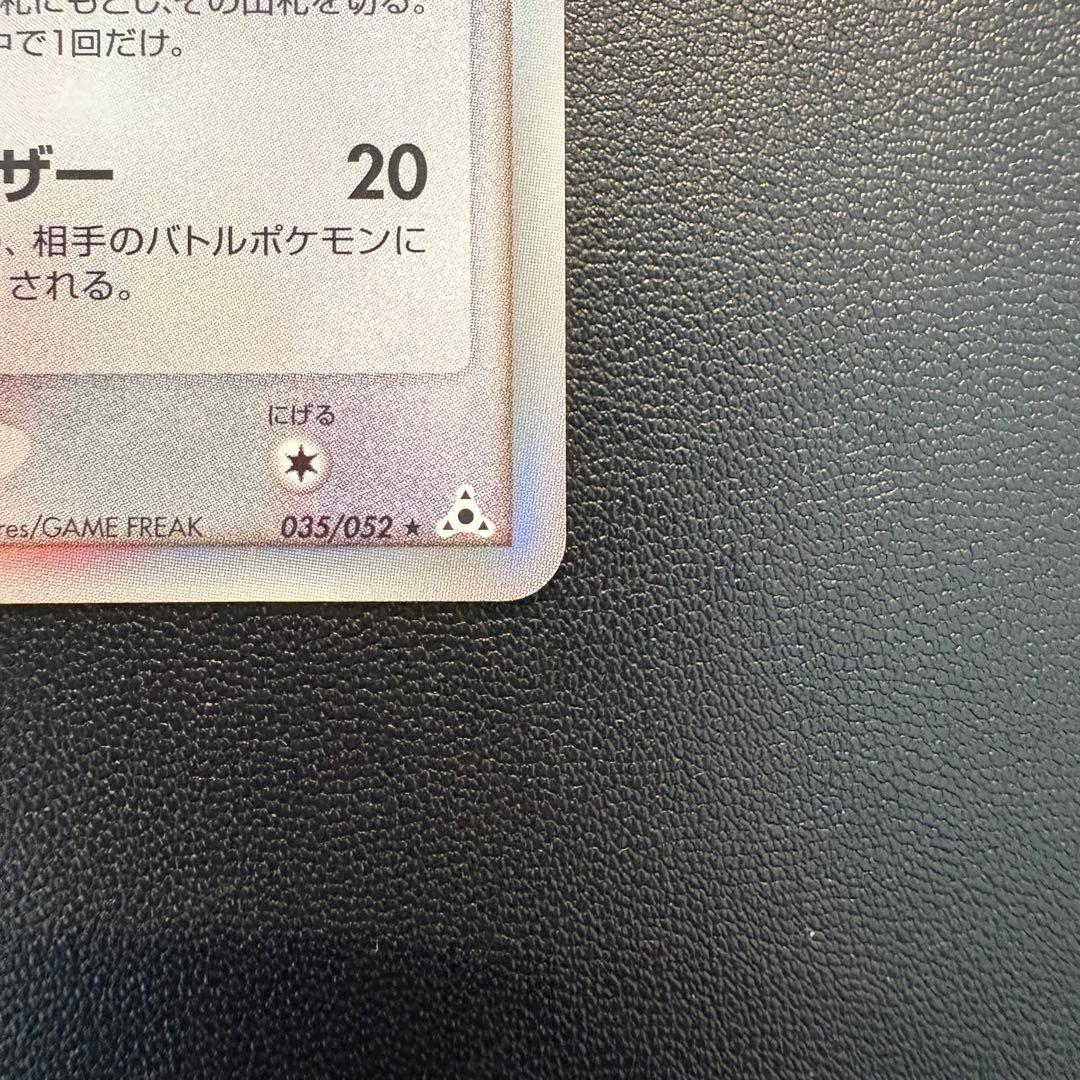 札にもどし、その山札を切る。
中で1回だけ。
ザー 20
、相手のバトルポケモンに
される。
にげる
res/GAME FREAK 035/052 ★